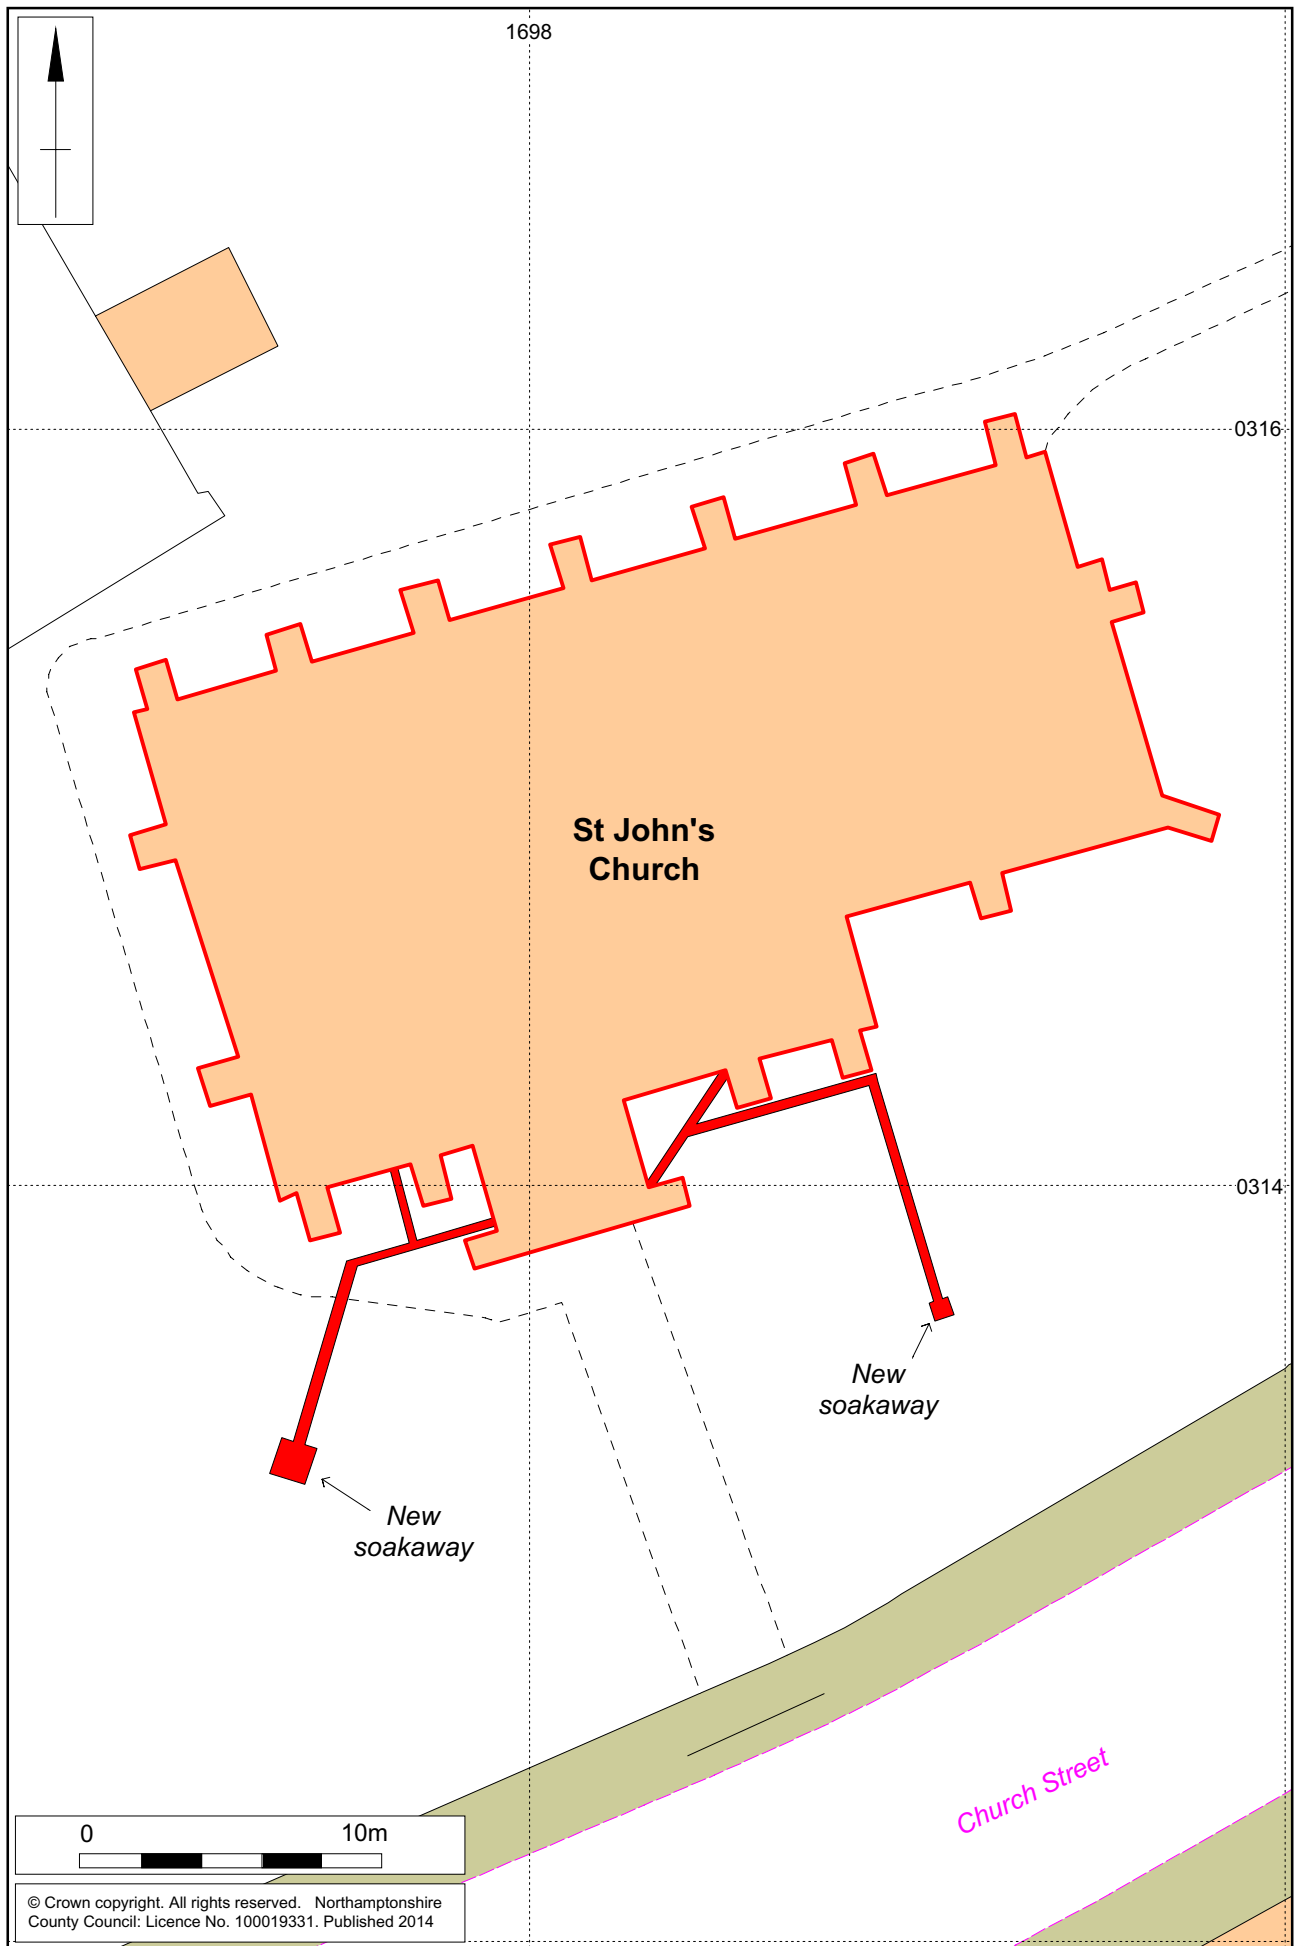 1698
0316
St John's
Church
0314
New
soakaway
New
soakaway
Church Street
0 10m
© Crown copyright. All rights reserved. Northamptonshire
County Council: Licence No. 100019331. Published 2014